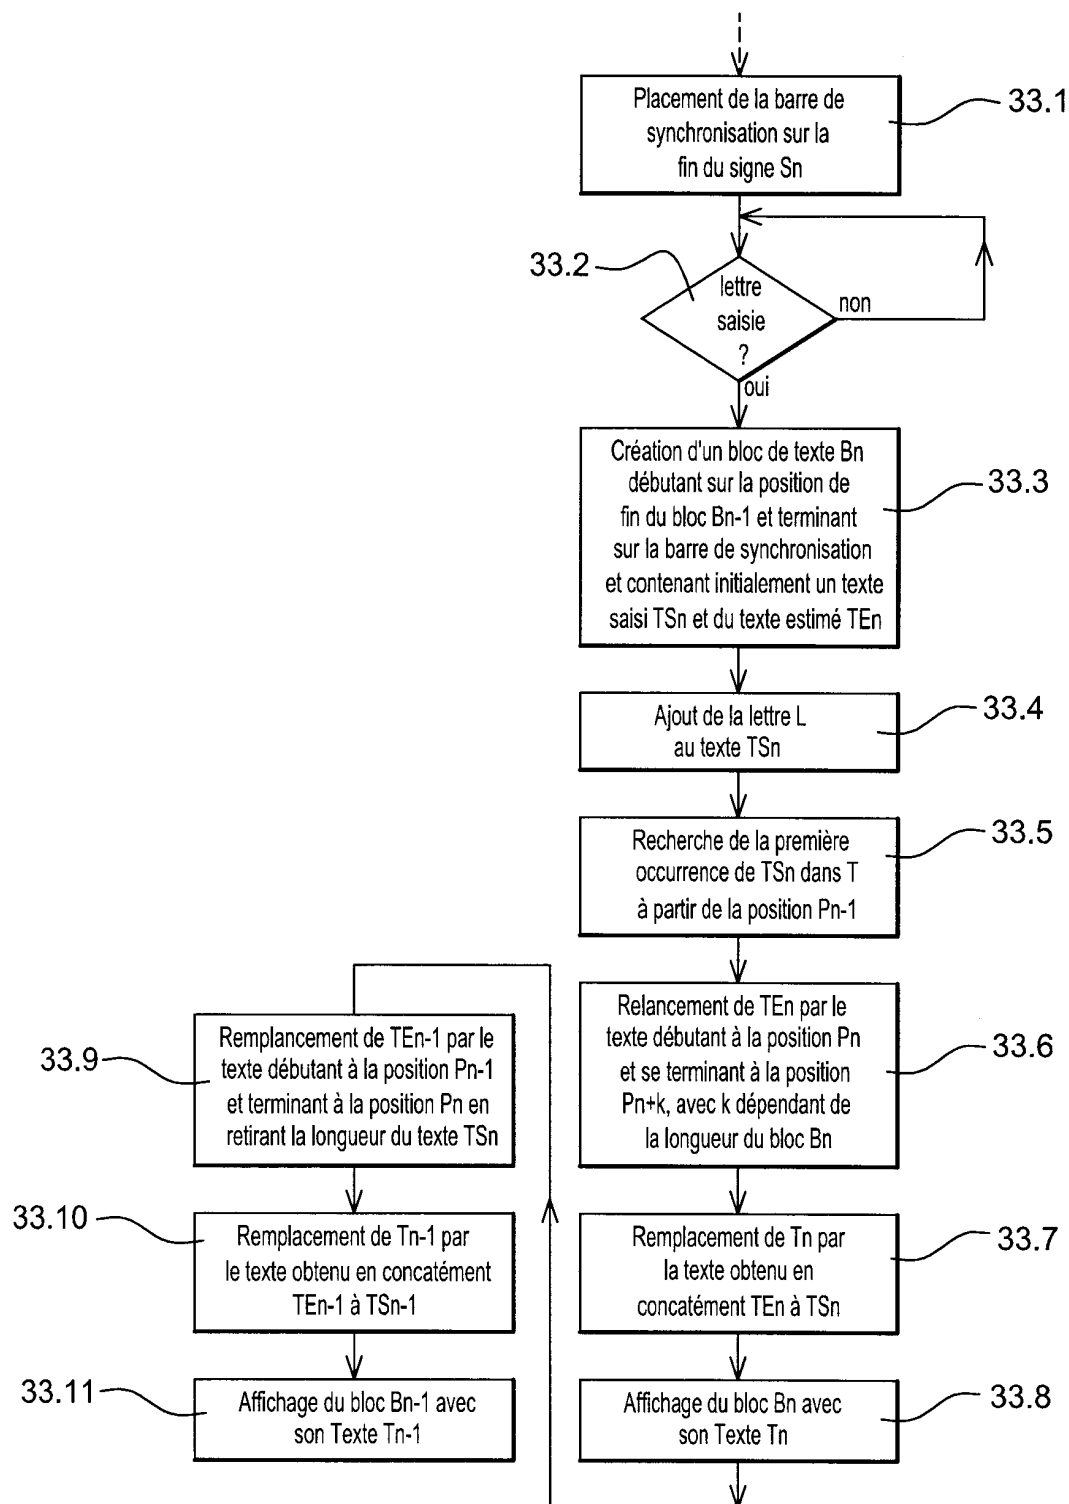 Placement de la barre de
synchronisation sur la
fin du signe Sn
33.1
33.2
lettre
saisie
?
non
oui
Création d'un bloc de texte Bn
débutant sur la position de
fin du bloc Bn-1 et terminant
sur la barre de synchronisation
et contenant initialement un texte
saisi TSn et du texte estimé TEn
33.3
Ajout de la lettre L
au texte TSn
33.4
Recherche de la première
occurrence de TSn dans T
à partir de la position Pn-1
33.5
Relancement de TEn par le
texte débutant à la position Pn
et se terminant à la position
Pn+k, avec k dépendant de
la longueur du bloc Bn
33.6
33.9
Remplancement de TEn-1 par le
texte débutant à la position Pn-1
et terminant à la position Pn en
retirant la longueur du texte TSn
33.10
Remplacement de Tn-1 par
le texte obtenu en concatément
TEn-1 à TSn-1
Remplacement de Tn par
la texte obtenu en
concatément TEn à TSn
33.7
33.11
Affichage du bloc Bn-1 avec
son Texte Tn-1
Affichage du bloc Bn avec
son Texte Tn
33.8